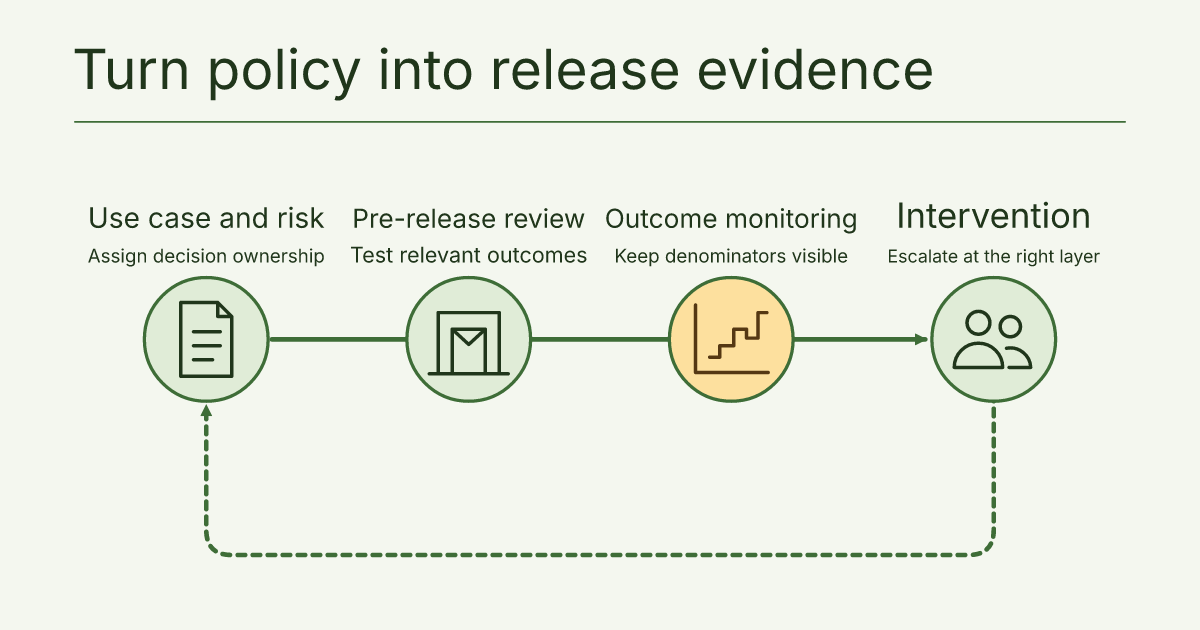 Turn policy into release evidence
Use case and risk
Assign decision ownership
Pre-release review
Test relevant outcomes
Outcome monitoring
Keep denominators visible
Intervention
Escalate at the right layer